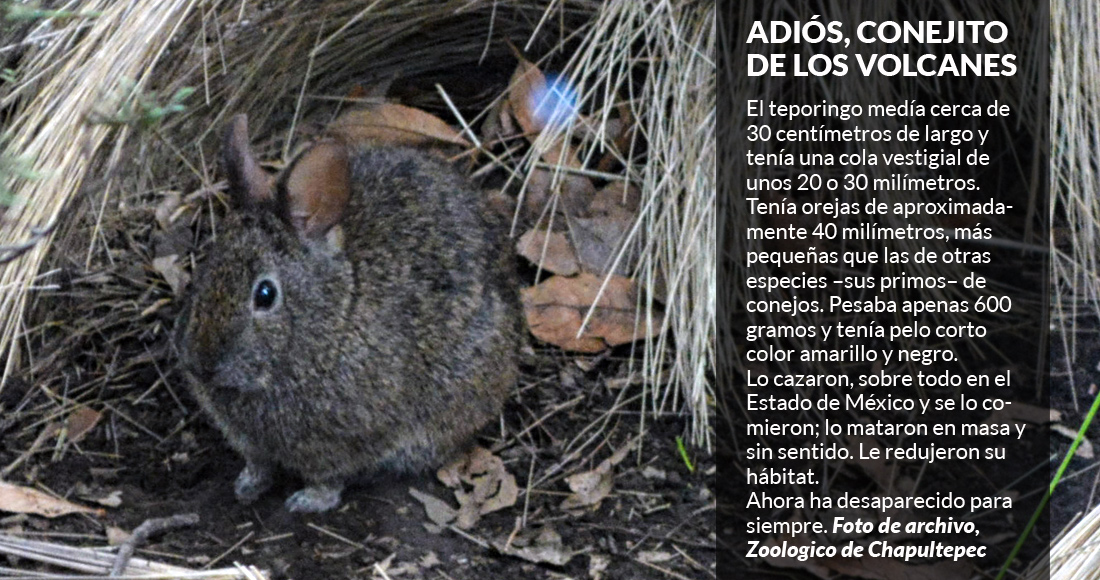 ADIÓS, CONEJITO
DE LOS VOLCANES
El teporingo medía cerca de
30 centímetros de largo y
tenía una cola vestigial de
unos 20 o 30 milímetros.
Tenía orejas de aproximada-
mente 40 milímetros, más
pequeñas que las de otras
especies –sus primos– de
conejos. Pesaba apenas 600
gramos y tenía pelo corto
color amarillo y negro.
Lo cazaron, sobre todo en el
Estado de México y se lo co-
mieron; lo mataron en masa y
sin sentido. Le redujeron su
hábitat.
Ahora ha desaparecido para
siempre. Foto de archivo,
Zoologico de Chapultepec